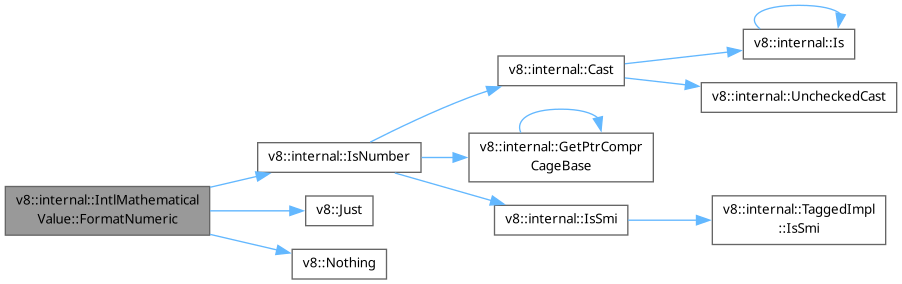 v8::internal::IntlMathematical
Value::FormatNumeric
v8::internal::IsNumber
v8::Just
v8::Nothing
v8::internal::Cast
v8::internal::GetPtrCompr
CageBase
v8::internal::IsSmi
v8::internal::Is
v8::internal::UncheckedCast
v8::internal::TaggedImpl
::IsSmi